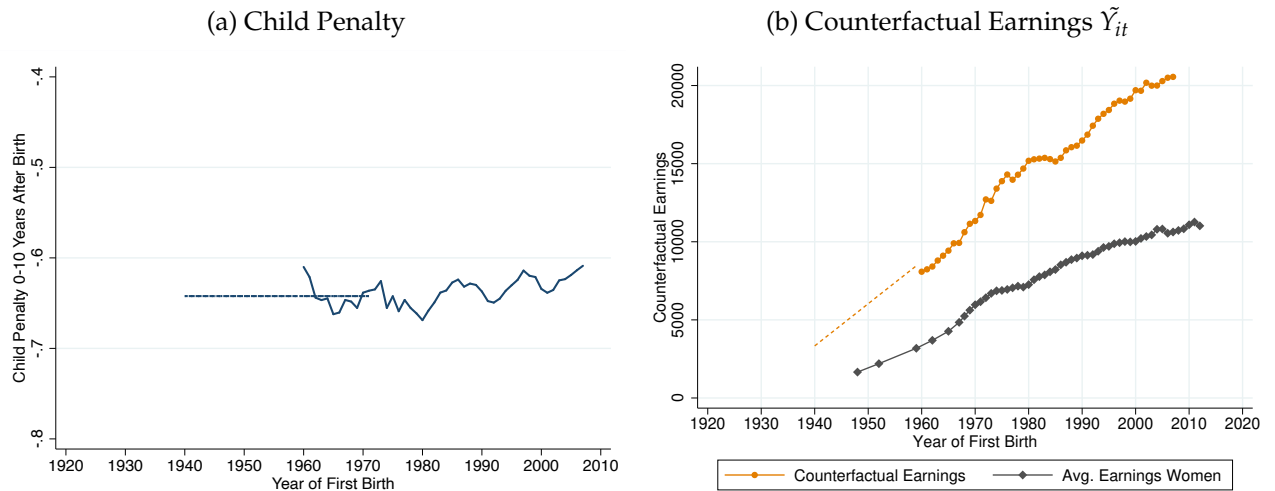 (a) Child Penalty
Child Penalty 0-10 Years After Birth
-.4
-.5
-.6
-.7
-.8
1920 1930 1940 1950 1960 1970 1980 1990 2000 2010
Year of First Birth
(b) Counterfactual Earnings Ỹit
Counterfactual Earnings
20000
15000
10000
5000
0
1920 1930 1940 1950 1960 1970 1980 1990 2000 2010 2020
Year of First Birth
Counterfactual Earnings Avg. Earnings Women